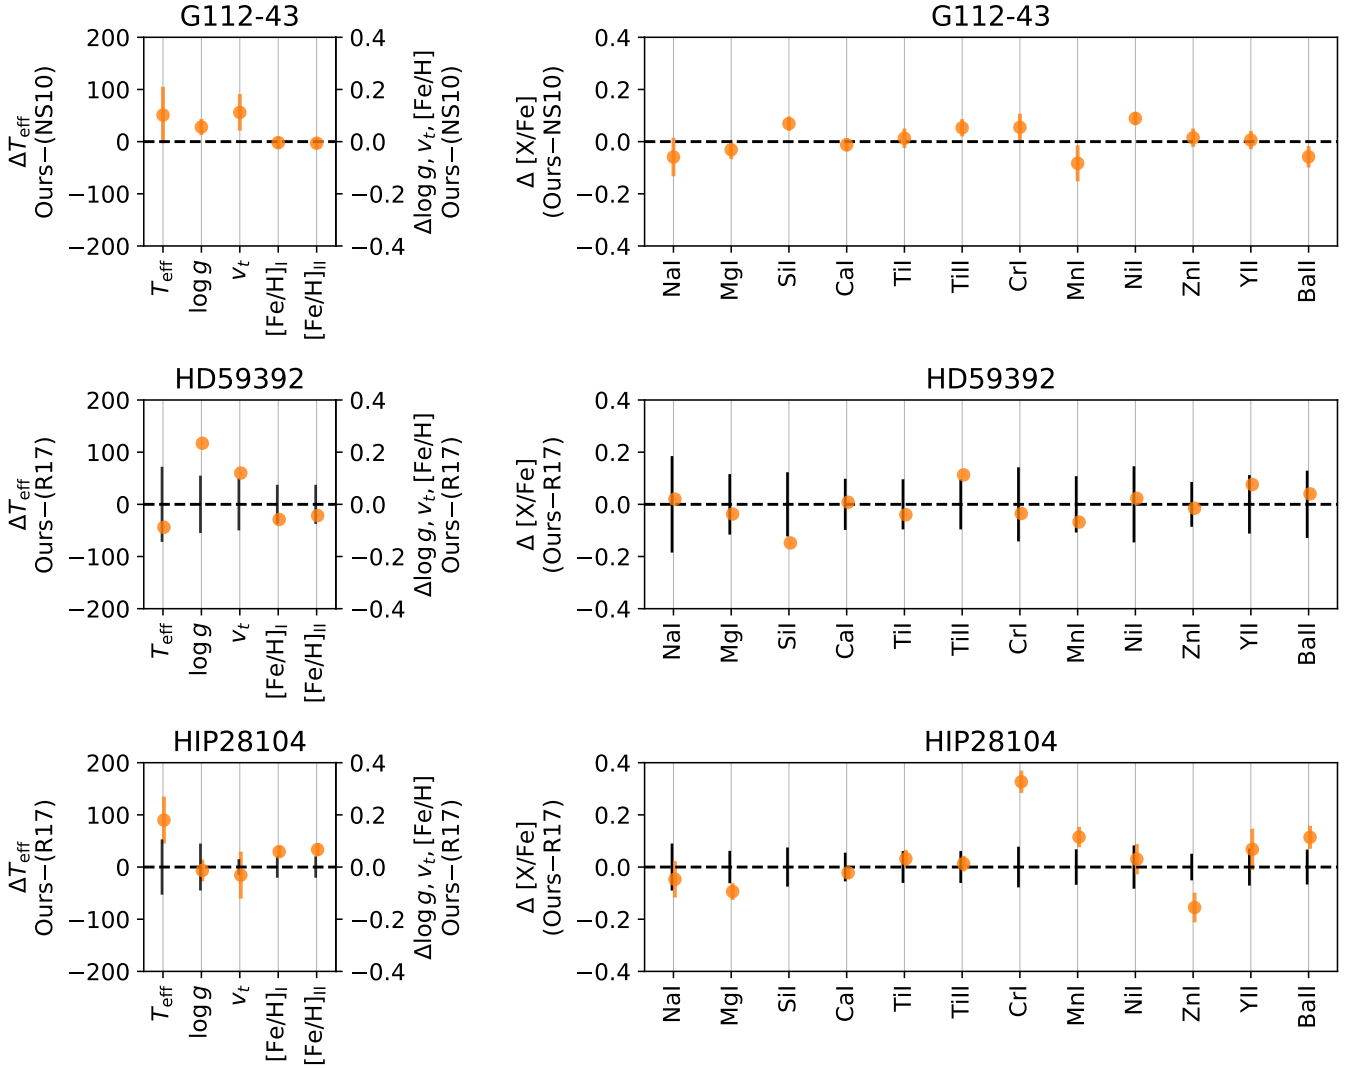 G112-43
200
100
0
−100
−200
ΔTeff
Ours−(NS10)
0.4
0.2
0.0
−0.2
−0.4
Δlog g, vt, [Fe/H]
Ours−(NS10)
Teff
log g
vt
[Fe/H]I
[Fe/H]II
G112-43
0.4
0.2
0.0
−0.2
−0.4
Δ [X/Fe]
(Ours−NS10)
NaI
MgI
SiI
CaI
TiI
TiII
CrI
MnI
NiI
ZnI
YII
BaII
HD59392
200
100
0
−100
−200
ΔTeff
Ours−(R17)
0.4
0.2
0.0
−0.2
−0.4
Δlog g, vt, [Fe/H]
Ours−(R17)
Teff
log g
vt
[Fe/H]I
[Fe/H]II
HD59392
0.4
0.2
0.0
−0.2
−0.4
Δ [X/Fe]
(Ours−R17)
NaI
MgI
SiI
CaI
TiI
TiII
CrI
MnI
NiI
ZnI
YII
BaII
HIP28104
200
100
0
−100
−200
ΔTeff
Ours−(R17)
0.4
0.2
0.0
−0.2
−0.4
Δlog g, vt, [Fe/H]
Ours−(R17)
Teff
log g
vt
[Fe/H]I
[Fe/H]II
HIP28104
0.4
0.2
0.0
−0.2
−0.4
Δ [X/Fe]
(Ours−R17)
NaI
MgI
SiI
CaI
TiI
TiII
CrI
MnI
NiI
ZnI
YII
BaII